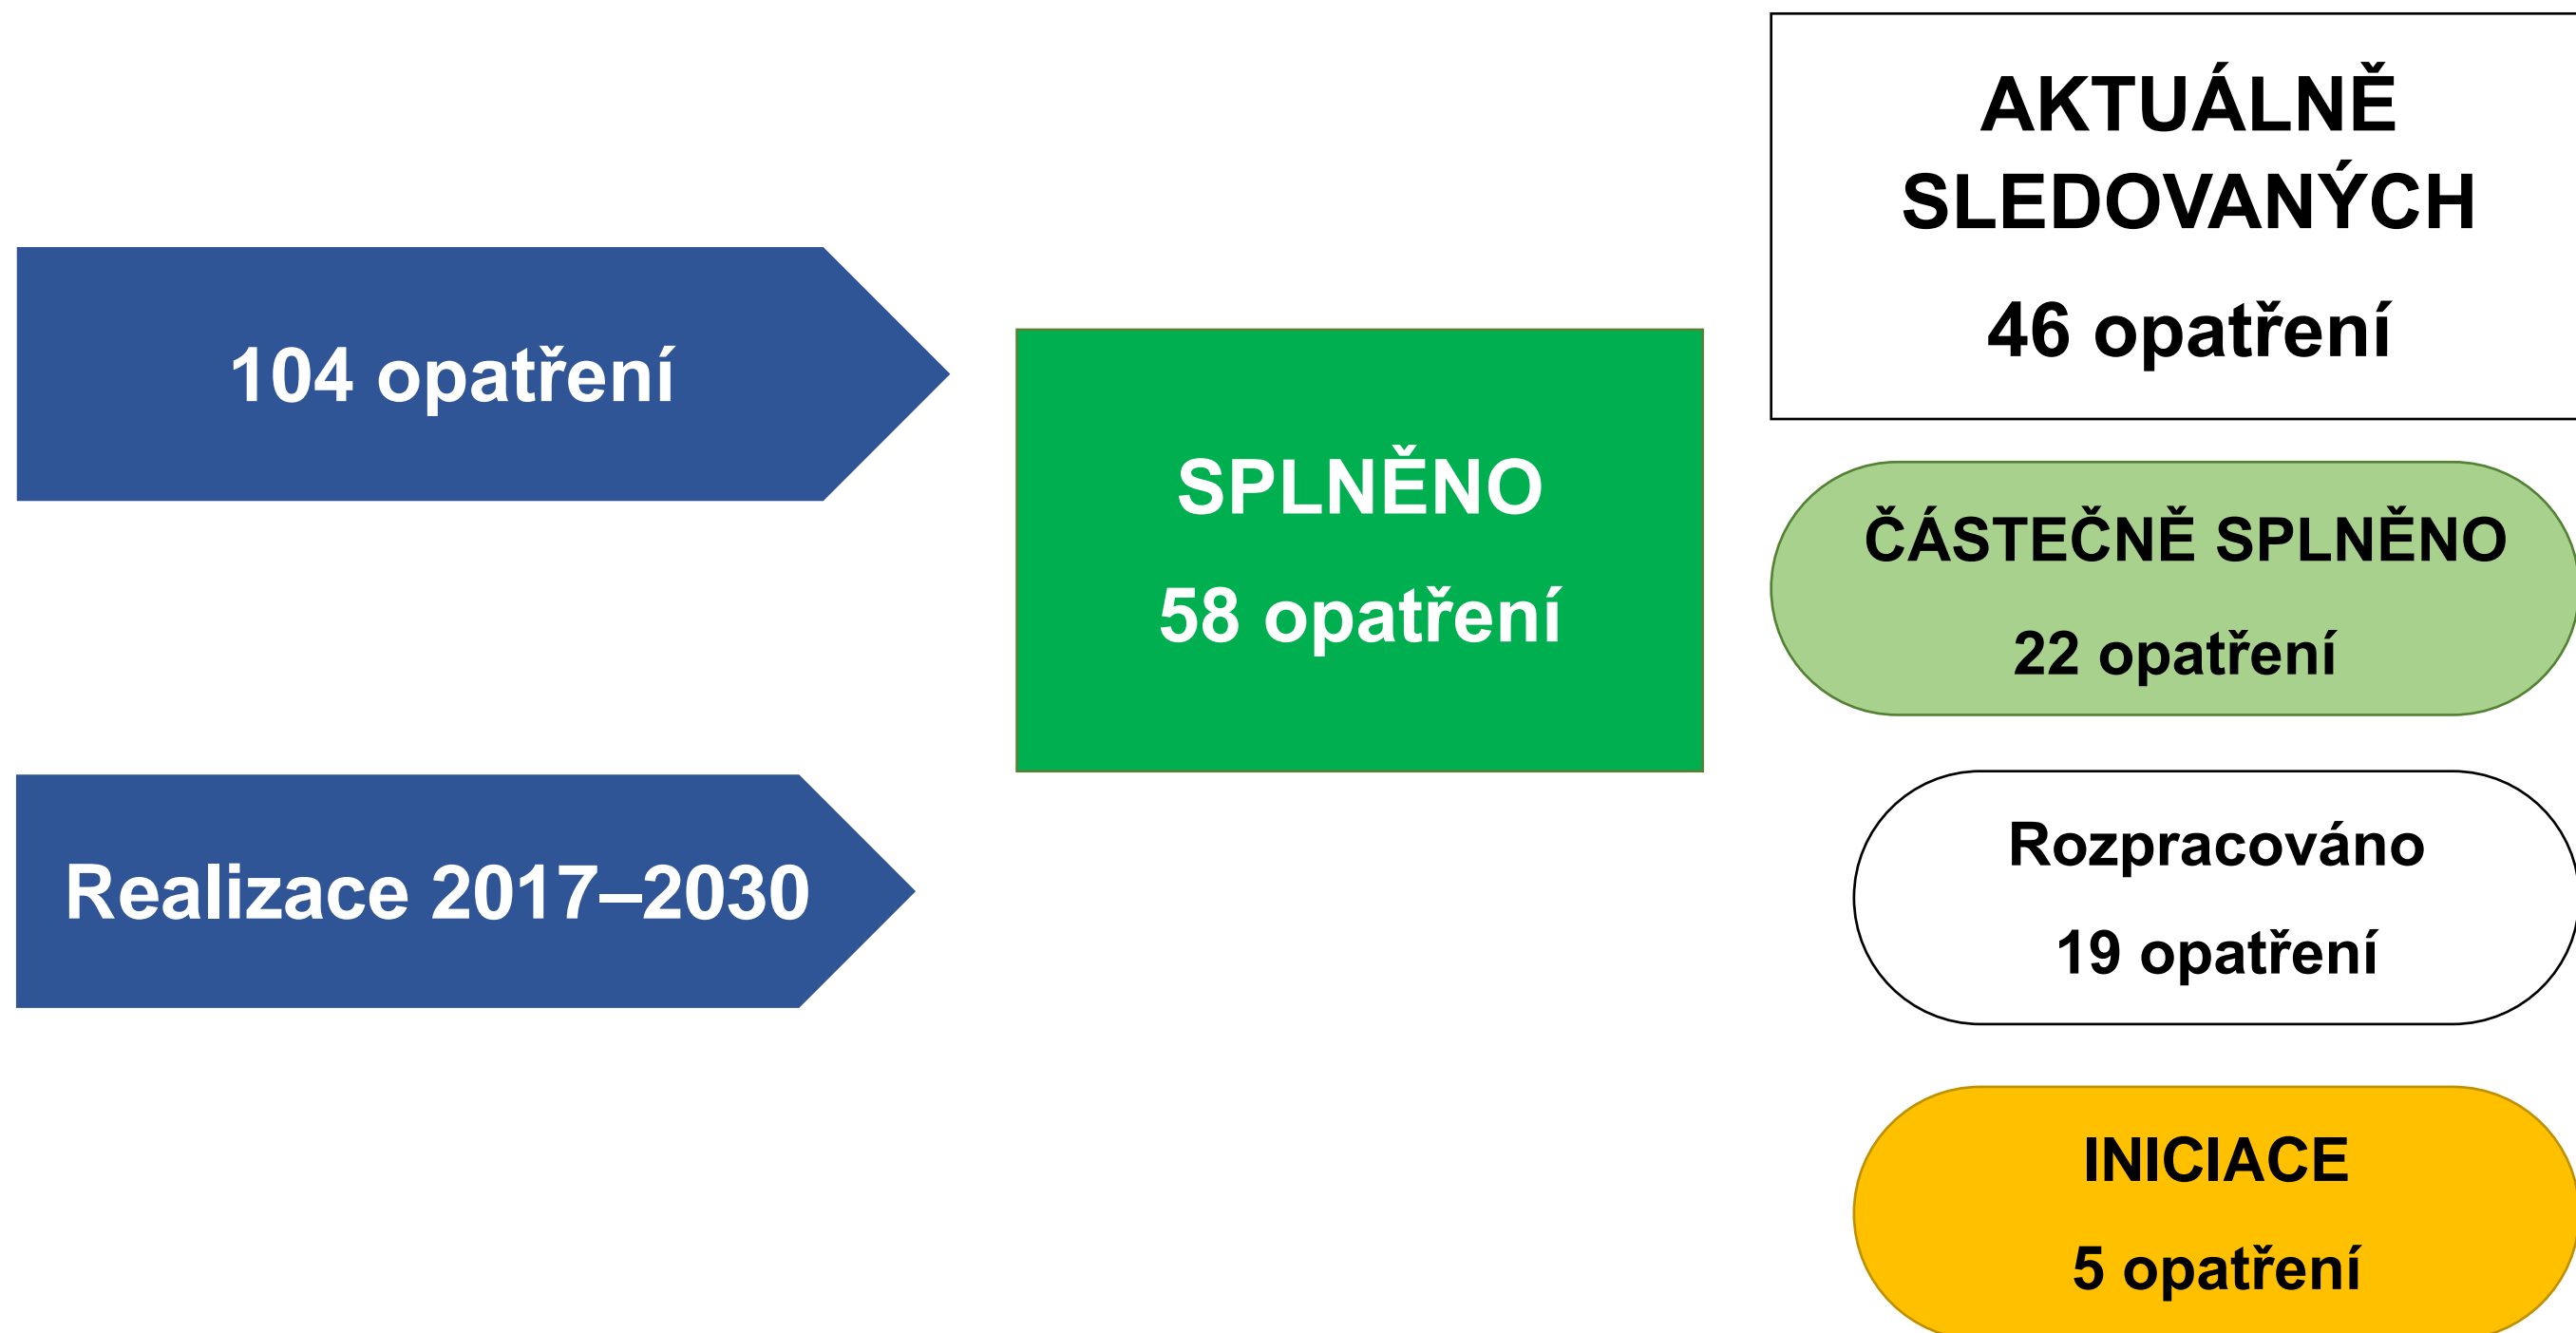 104 opatření
Realizace 2017–2030
SPLNĚNO
58 opatření
AKTUÁLNĚ
SLEDOVANÝCH
46 opatření
ČÁSTEČNĚ SPLNĚNO
22 opatření
Rozpracováno
19 opatření
INICIACE
5 opatření